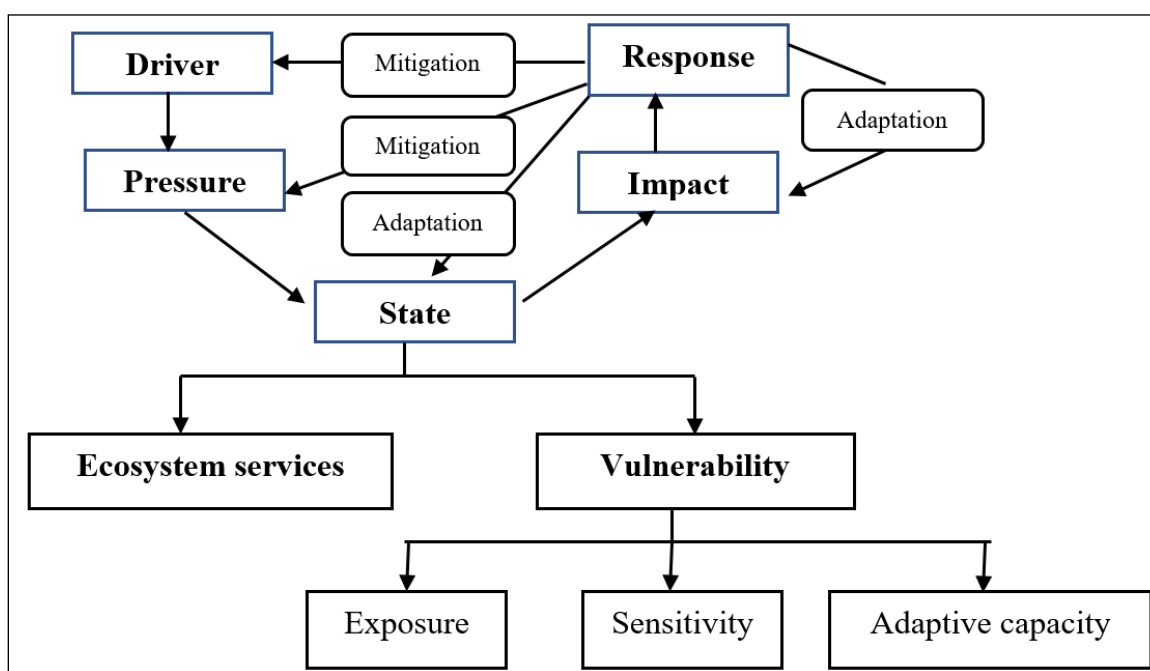 Driver
Mitigation
Response
Adaptation
Mitigation
Pressure
Impact
Adaptation
State
Ecosystem services
Vulnerability
Exposure
Sensitivity
Adaptive capacity